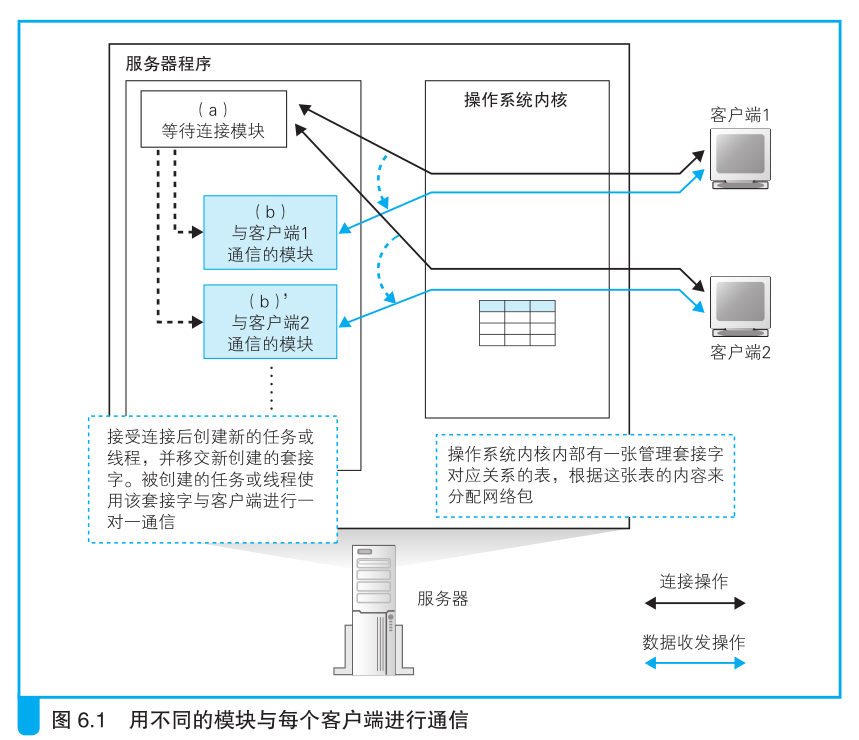 服务器程序
(a)
等待连接模块
操作系统内核
客户端1
(b)
与客户端1
通信的模块
(b)’
与客户端2
通信的模块
客户端2
接受连接后创建新的任务或
线程，并移交新创建的套接
字。被创建的任务或线程使
用该套接字与客户端进行一
对一通信
操作系统内核内部有一张管理套接字
对应关系的表，根据这张表的内容来
分配网络包
服务器
连接操作
数据收发操作
图 6.1 用不同的模块与每个客户端进行通信